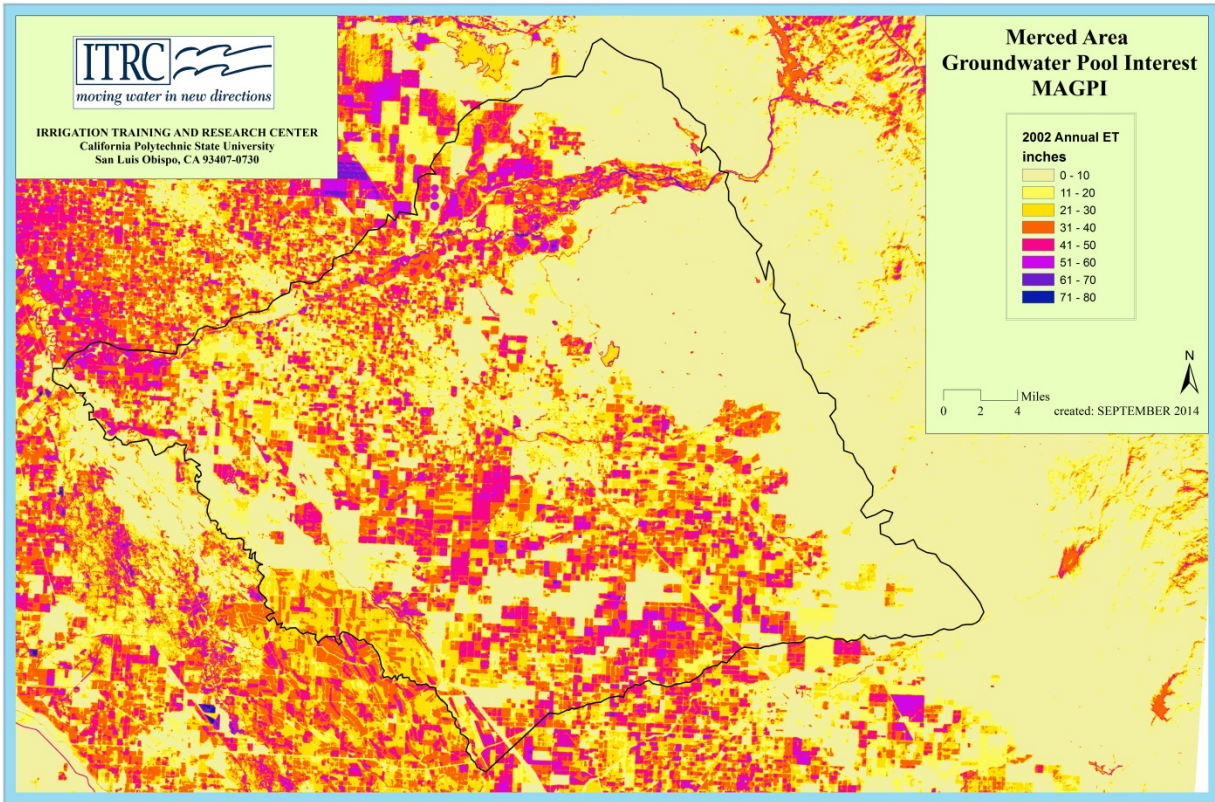 ITRC
moving water in new directions
IRRIGATION TRAINING AND RESEARCH CENTER
California Polytechnic State University
San Luis Obispo, CA 93407-0730
Merced Area
Groundwater Pool Interest
MAGPI
2002 Annual ET
inches
0 - 10
11 - 20
21 - 30
31 - 40
41 - 50
51 - 60
61 - 70
71 - 80
N
Miles
0 2 4
created: SEPTEMBER 2014